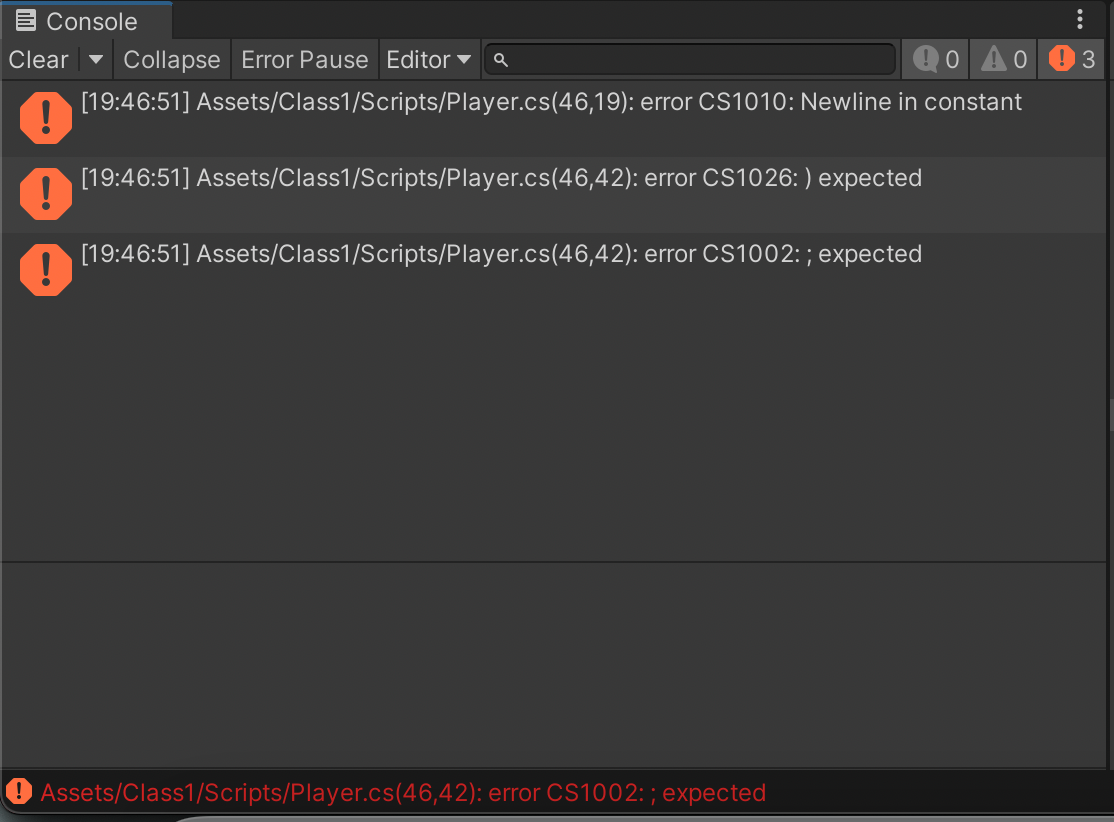 Console
Clear Collapse Error Pause Editor 0 0 3
[19:46:51] Assets/Class1/Scripts/Player.cs(46,19): error CS1010: Newline in constant
[19:46:51] Assets/Class1/Scripts/Player.cs(46,42): error CS1026: ) expected
[19:46:51] Assets/Class1/Scripts/Player.cs(46,42): error CS1002: ; expected
Assets/Class1/Scripts/Player.cs(46,42): error CS1002: ; expected